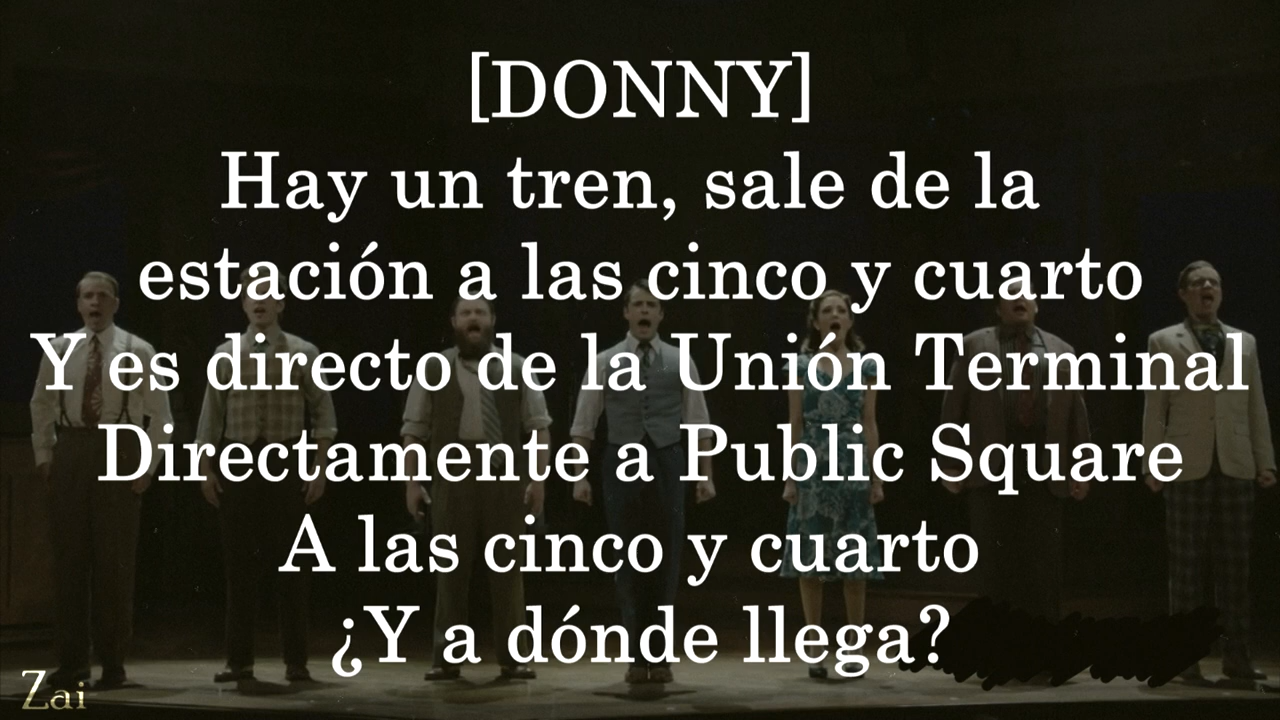 [DONNY]
Hay un tren, sale de la
estación a las cinco y cuarto
Y es directo de la Unión Terminal
Directamente a Public Square
A las cinco y cuarto
¿Y a dónde llega?
Zai